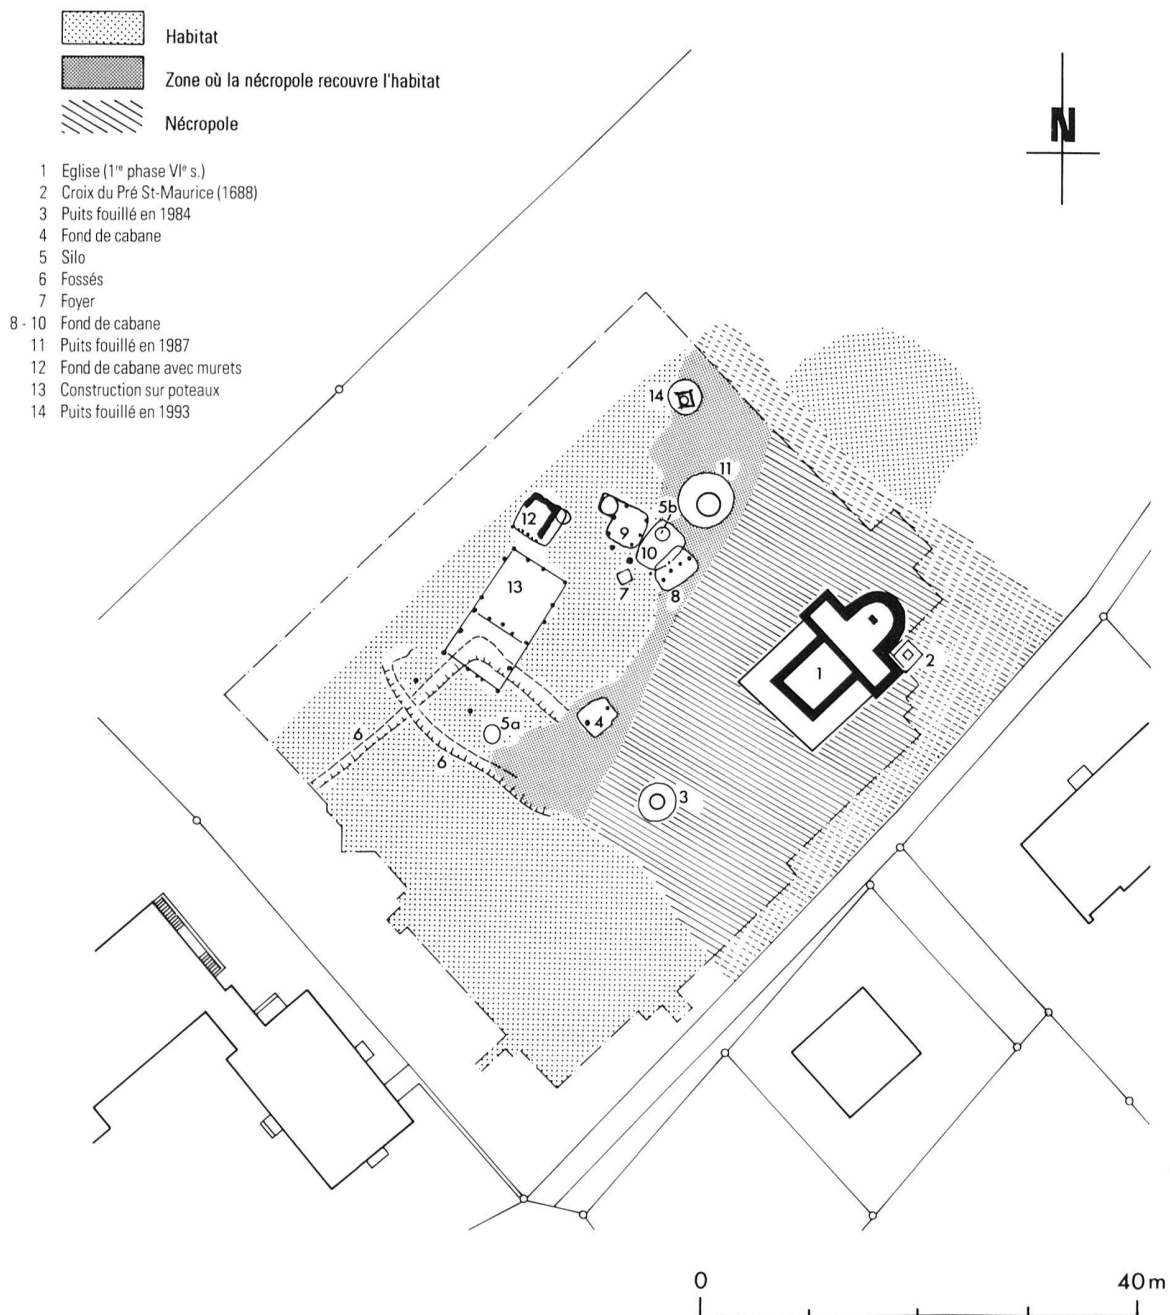 Habitat
Zone où la nécropole recouvre l'habitat
Nécropole
1 Eglise (1re phase VIe s.)
2 Croix du Pré St-Maurice (1688)
3 Puits fouillé en 1984
4 Fond de cabane
5 Silo
6 Fossés
7 Foyer
8 - 10 Fond de cabane
11 Puits fouillé en 1987
12 Fond de cabane avec murets
13 Construction sur poteaux
14 Puits fouillé en 1993
N
14
11
5b
12
9
10
13
7
8
1
2
4
5a
6
6
3
0 40 m